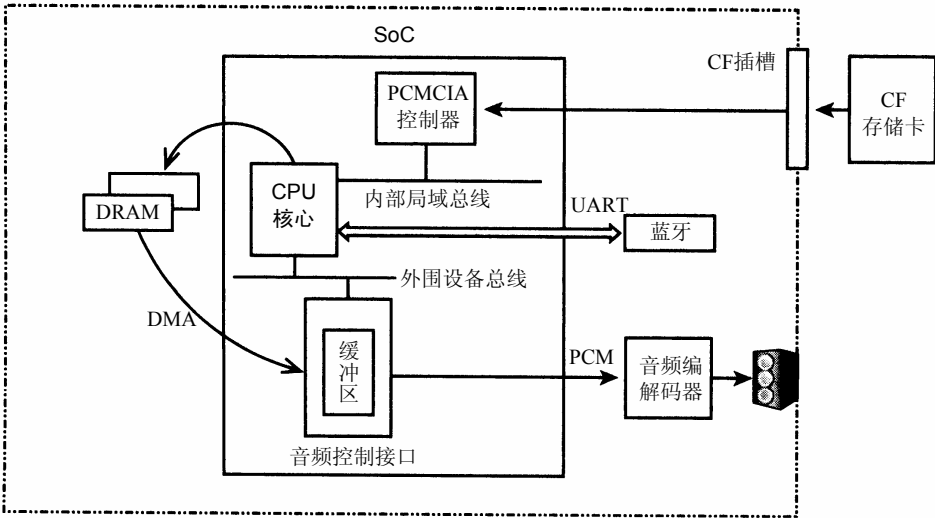 SoC
CF插槽
PCMCIA
控制器
CF
存储卡
CPU
核心
内部局域总线
DRAM
UART
蓝牙
外围设备总线
DMA
缓
冲
区
PCM
音频编
解码器
音频控制接口